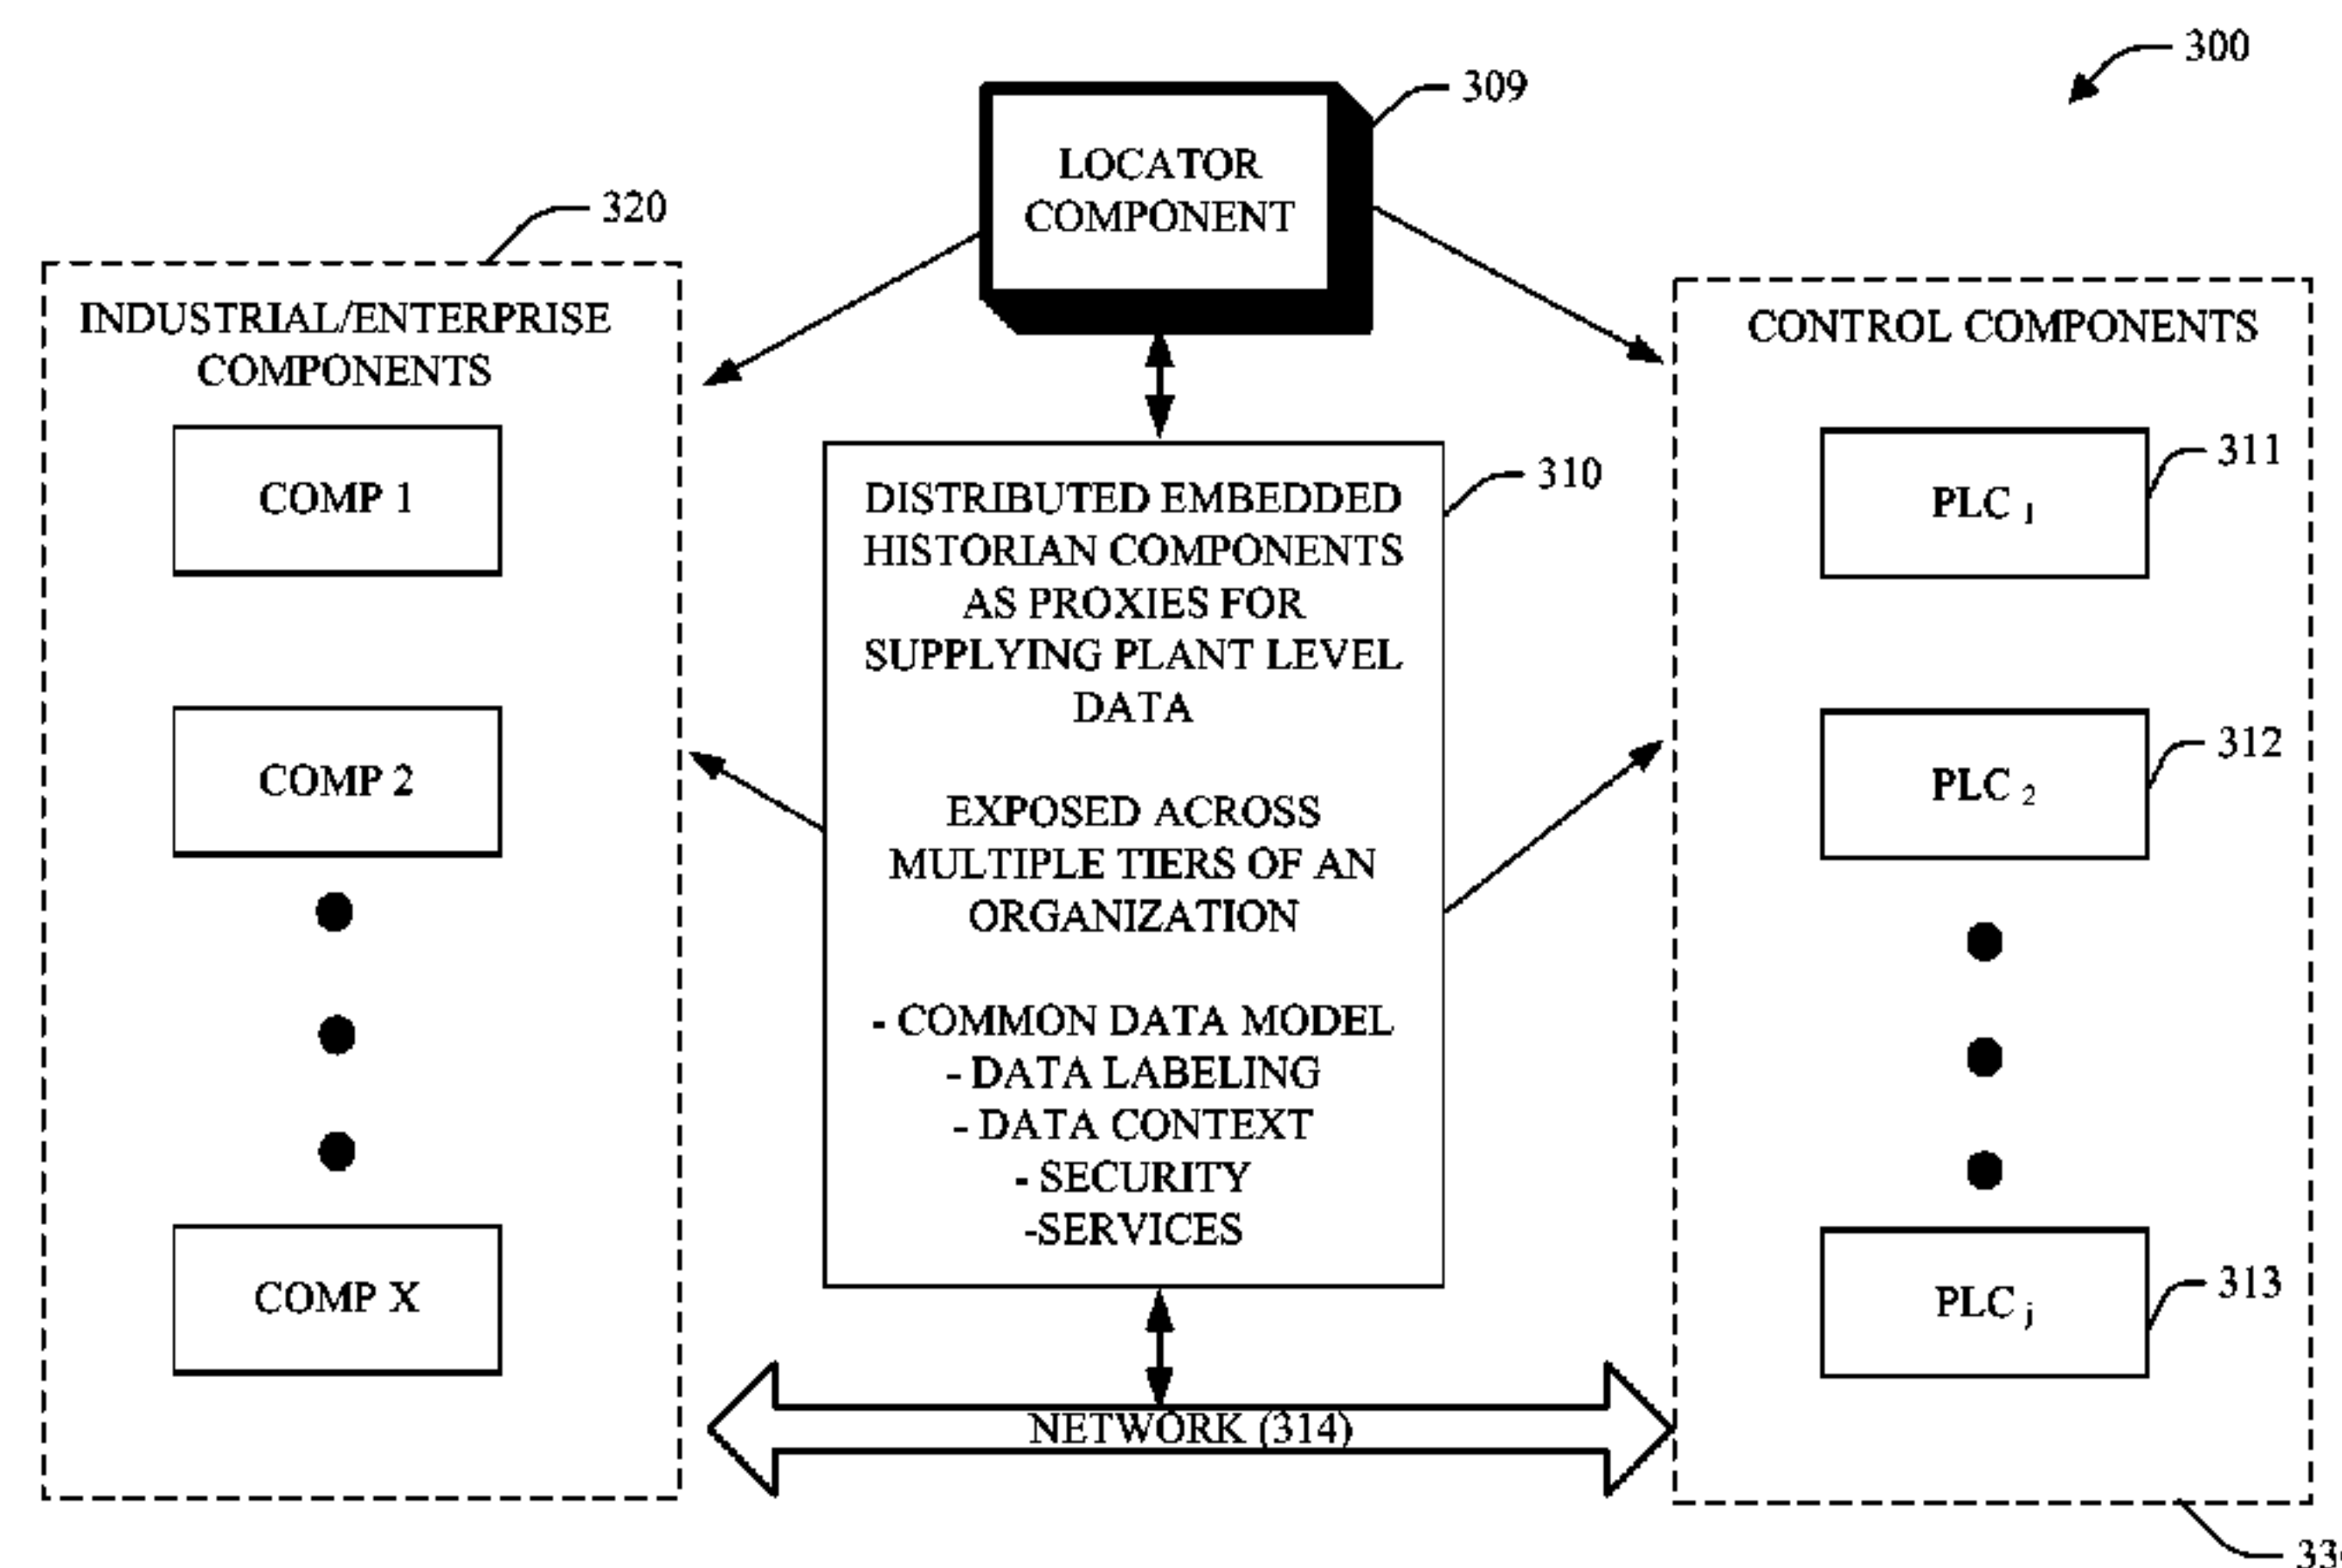 300
309
LOCATOR
COMPONENT
320
INDUSTRIAL/ENTERPRISE
COMPONENTS
COMP 1
COMP 2
COMP X
310
DISTRIBUTED EMBEDDED
HISTORIAN COMPONENTS
AS PROXIES FOR
SUPPLYING PLANT LEVEL
DATA
EXPOSED ACROSS
MULTIPLE TIERS OF AN
ORGANIZATION
- COMMON DATA MODEL
- DATA LABELING
- DATA CONTEXT
- SECURITY
-SERVICES
NETWORK (314)
CONTROL COMPONENTS
PLC 1
311
PLC 2
312
PLC j
313